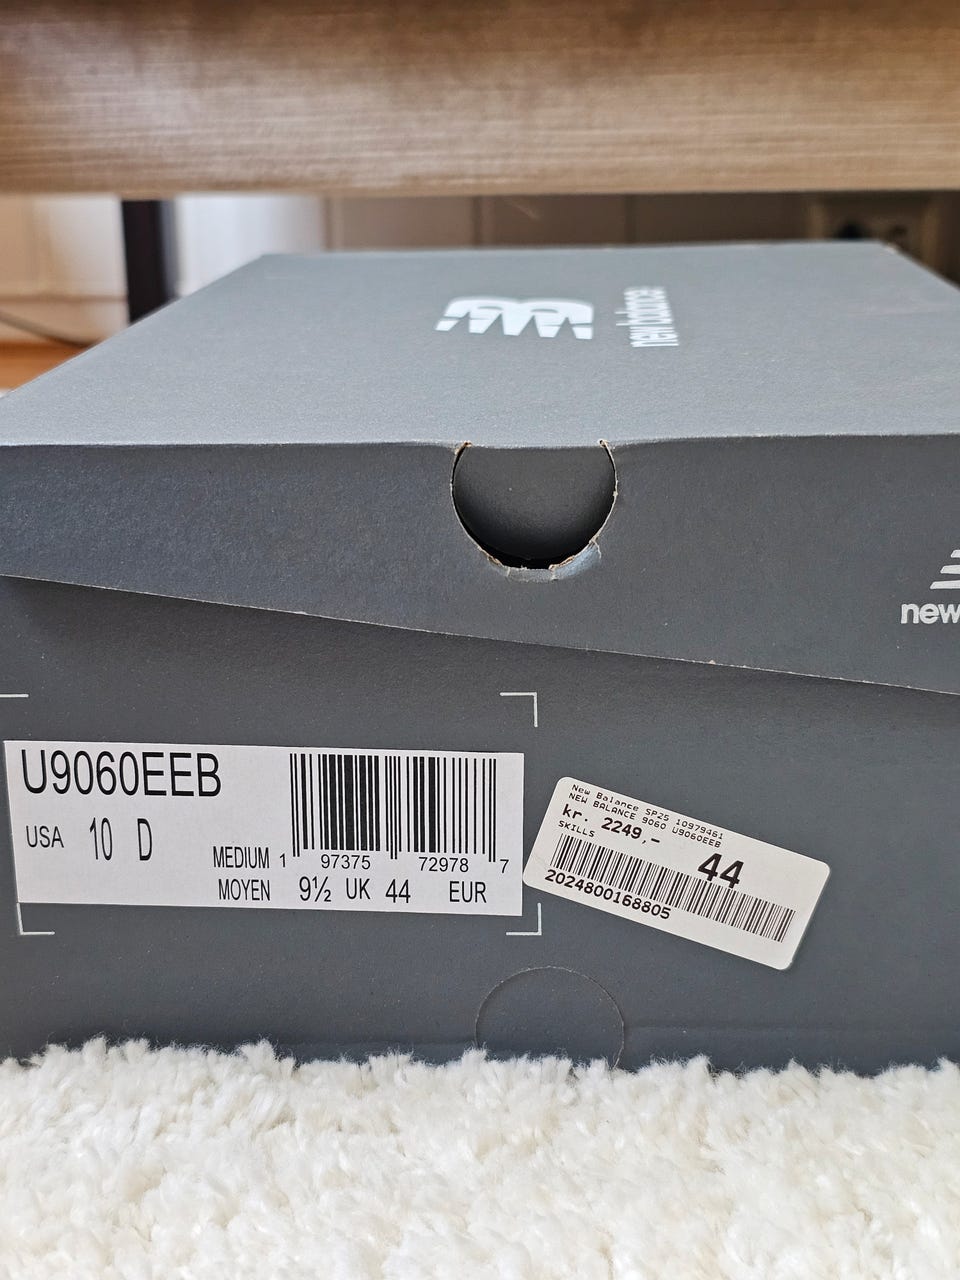 new balance
new
U9060EEB
USA 10 D
MEDIUM 1 97375 72978 7
MOYEN 9½ UK 44 EUR
New Balance SP25 10979461
NEW BALANCE 9060 U9060EEB
kr. 2249,-
SKILLS 44
2024800168805